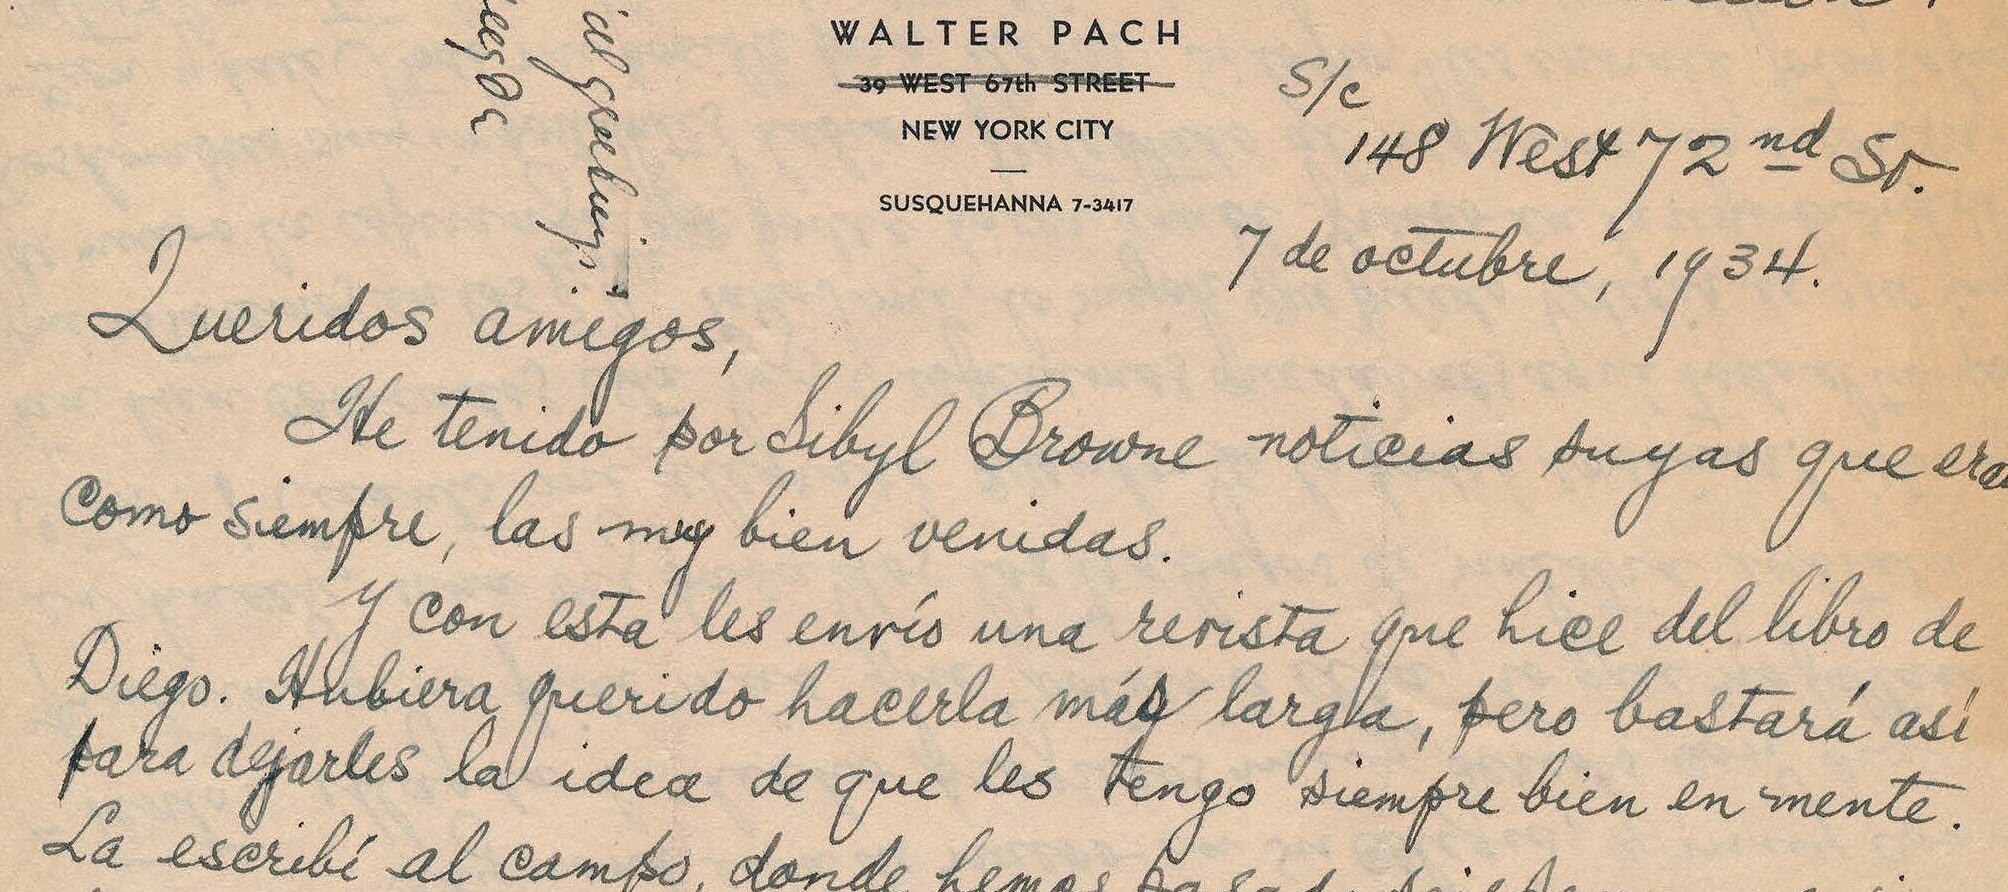 WALTER PACH
39 WEST 67th STREET
NEW YORK CITY
SUSQUEHANNA 7-3417
S/c
148 West 72nd St.
7 de octubre, 1934.
Queridos amigos,
He tenido por Sibyl Browne noticias suyas que eran
como siempre, las muy bien venidas.
Y con esta les envío una revista que hice del libro de
Diego. Hubiera querido hacerla más larga, pero bastará así
para dejarles la idea de que les tengo siempre bien en mente.
La escribí al campo, donde hemos pasado